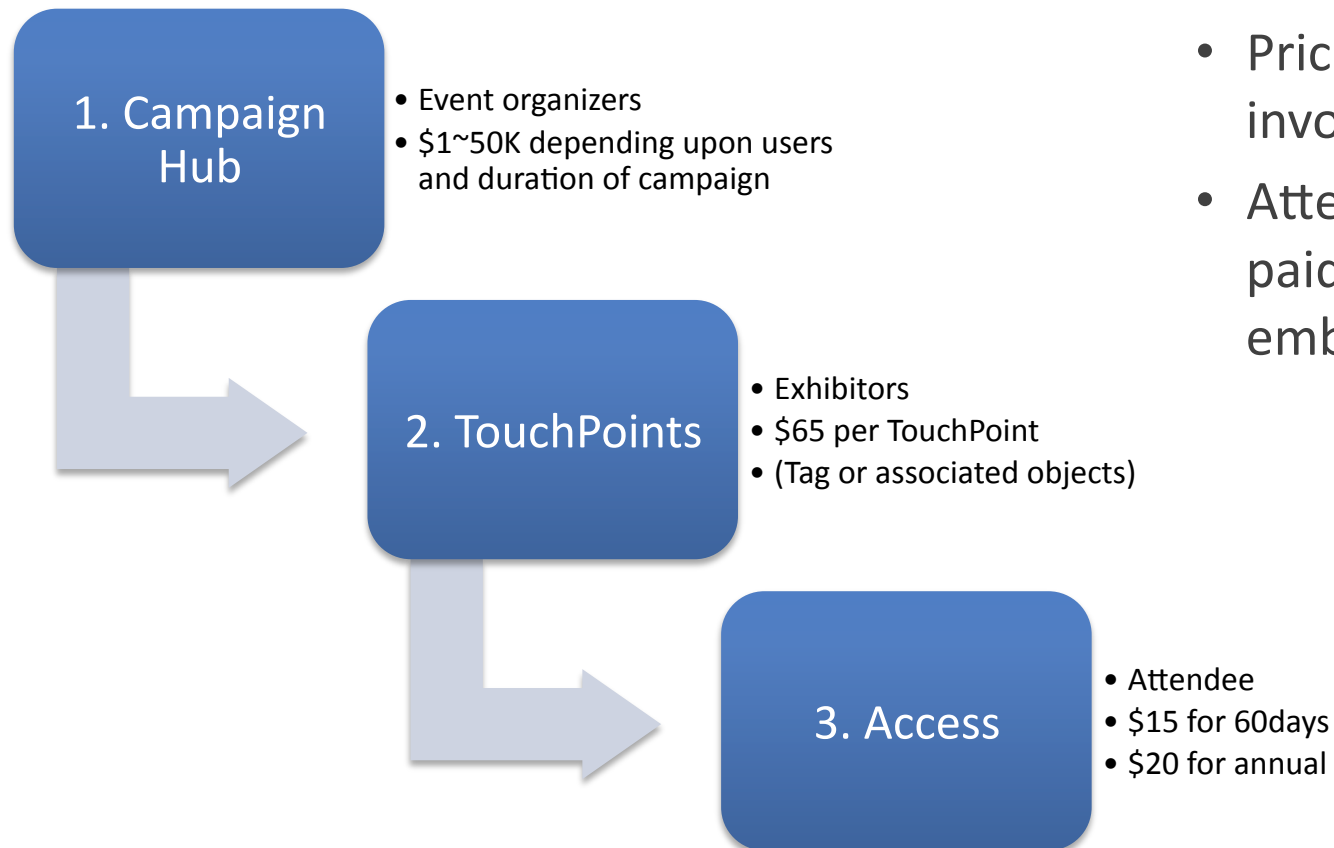 1. Campaign
Hub
• Event organizers
• $1~50K depending upon users
and duration of campaign
2. TouchPoints
• Exhibitors
• $65 per TouchPoint
• (Tag or associated objects)
3. Access
• Attendee
• $15 for 60days
• $20 for annual